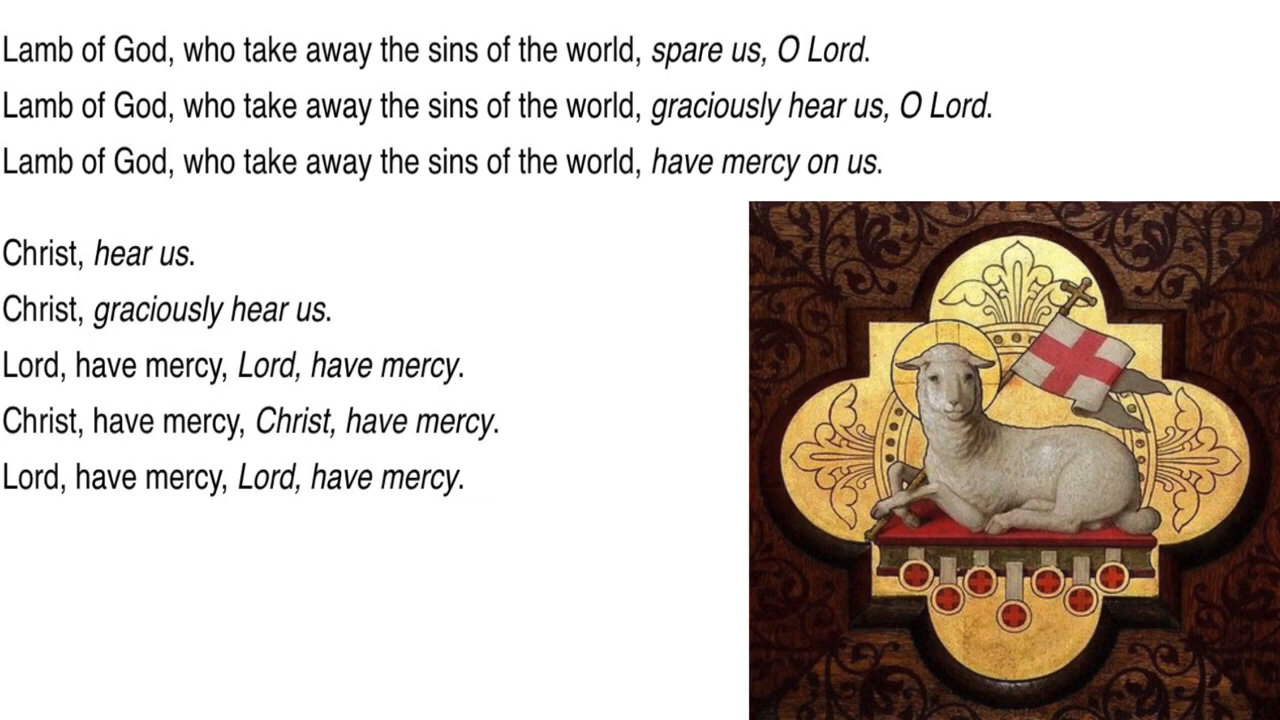 Lamb of God, who take away the sins of the world, spare us, O Lord.
Lamb of God, who take away the sins of the world, graciously hear us, O Lord.
Lamb of God, who take away the sins of the world, have mercy on us.
Christ, hear us.
Christ, graciously hear us.
Lord, have mercy, Lord, have mercy.
Christ, have mercy, Christ, have mercy.
Lord, have mercy, Lord, have mercy.